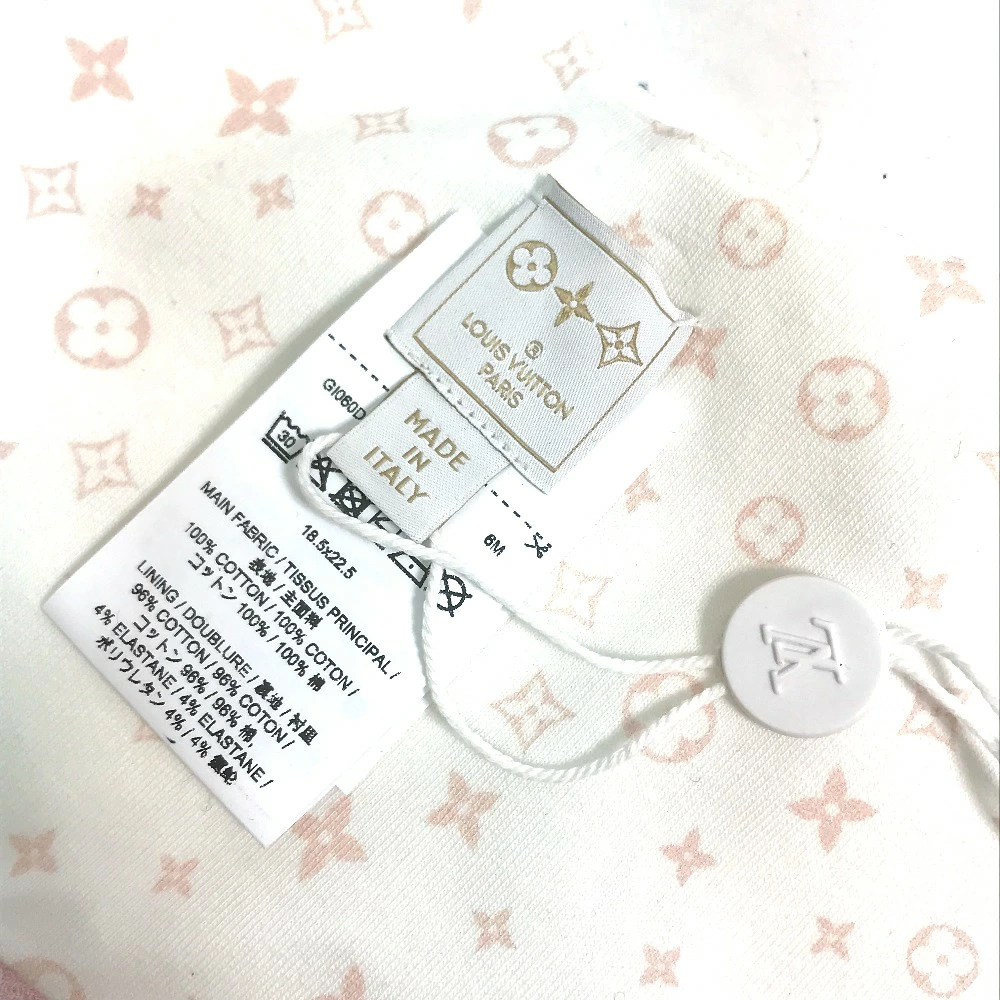 ®
LOUIS VUITTON
PARIS
MADE
IN
ITALY
GI060D
30
6M
18.5x22.5
MAIN FABRIC / TISSUS PRINCIPAL /
表地 / 主面料
100% COTTON / 100% COTON /
コットン 100% / 100% 棉
LINING / DOUBLURE / 裏地 / 衬里
96% COTTON / 96% COTON /
コットン 96% / 96% 棉,
4% ELASTANE / 4% ELASTANE /
ポリウレタン 4% / 4%
LV